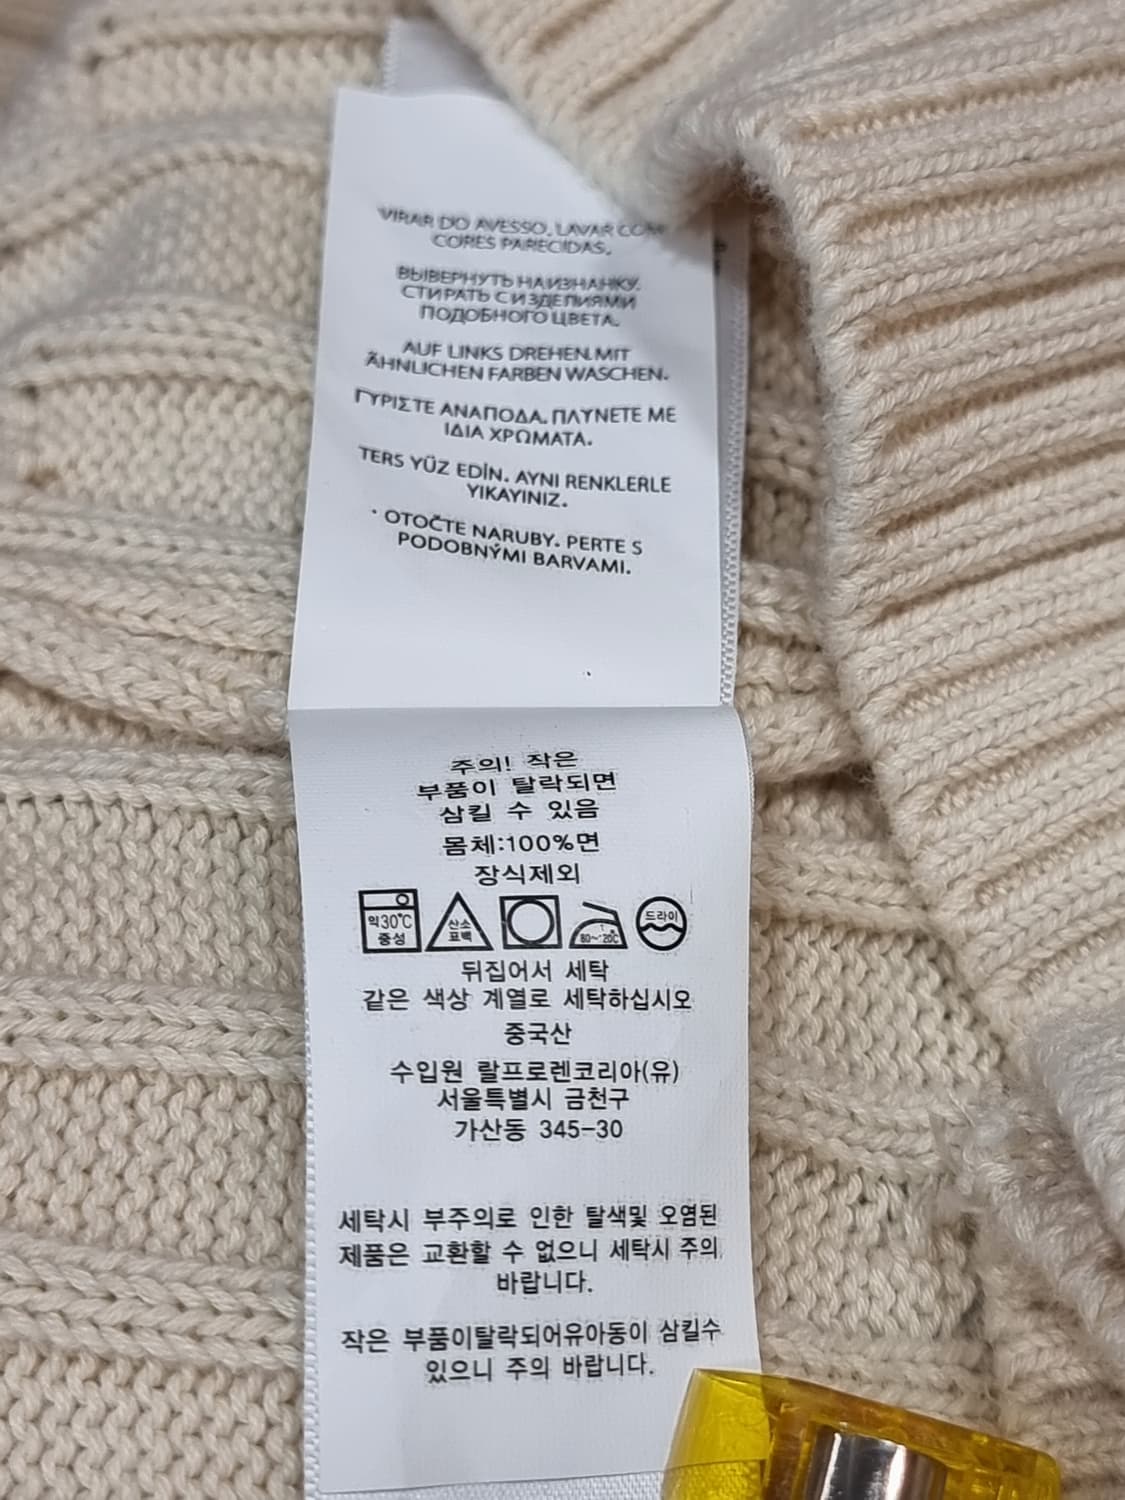 VIRAR DO AVESSO. LAVAR COM
CORES PARECIDAS.
ВЫВЕРНУТЬ НА ИЗНАНКУ.
СТИРАТЬ С ИЗДЕЛИЯМИ
ПОДОБНОГО ЦВЕТА.
AUF LINKS DREHEN. MIT
ÄHNLICHEN FARBEN WASCHEN.
ΓΥΡΙΣΤΕ ΑΝΑΠΟΔΑ. ΠΛΥΝΕΤΕ ΜΕ
ΙΔΙΑ ΧΡΩΜΑΤΑ.
TERS YÜZ EDİN. AYNI RENKLERLE
YIKAYINIZ.
OTOČTE NARUBY. PERTE S
PODOBNÝMI BARVAMI.
주의! 작은
부품이 탈락되면
삼킬 수 있음
몸체:100%면
장식제외
약30℃ 중성
산소 표백
드라이
뒤집어서 세탁
같은 색상 계열로 세탁하십시오
중국산
수입원 랄프로렌코리아(유)
서울특별시 금천구
가산동 345-30
세탁시 부주의로 인한 탈색및 오염된
제품은 교환할 수 없으니 세탁시 주의
바랍니다.
작은 부품이탈락되어유아동이 삼킬수
있으니 주의 바랍니다.